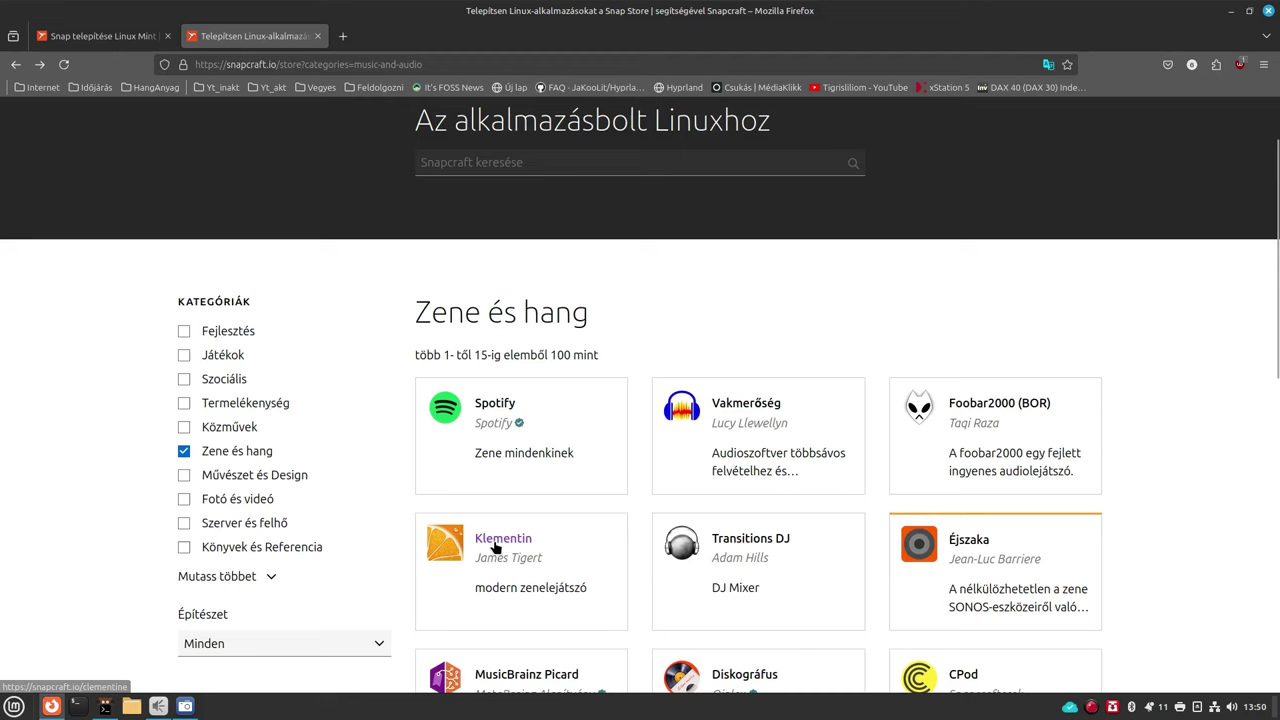 Telepítsen Linux-alkalmazásokat a Snap Store | segítségével Snapcraft – Mozilla Firefox
Snap telepítése Linux Mint
Telepítsen Linux-alkalmazás
https://snapcraft.io/store?categories=music-and-audio
Internet
Időjárás
HangAnyag
Yt_inakt
Yt_akt
Vegyes
Feldolgozni
It's FOSS News
Új lap
FAQ · JaKooLit/Hyprla…
Hyprland
Csukás | MédiaKlikk
Tigrisliliom - YouTube
xStation 5
DAX 40 (DAX 30) Inde…
Az alkalmazásbolt Linuxhoz
Snapcraft keresése
KATEGÓRIÁK
Fejlesztés
Játékok
Szociális
Termelékenység
Közművek
Zene és hang
Művészet és Design
Fotó és videó
Szerver és felhő
Könyvek és Referencia
Mutass többet
Építészet
Minden
Zene és hang
több 1- től 15-ig elemből 100 mint
Spotify
Spotify
Zene mindenkinek
Vakmerőség
Lucy Llewellyn
Audioszoftver többsávos
felvételhez és…
Foobar2000 (BOR)
Taqi Raza
A foobar2000 egy fejlett
ingyenes audiolejátszó.
Klementin
James Tigert
modern zenelejátszó
Transitions DJ
Adam Hills
DJ Mixer
Éjszaka
Jean-Luc Barriere
A nélkülözhetetlen a zene
SONOS-eszközeiről való…
MusicBrainz Picard
Diskográfus
CPod
https://snapcraft.io/clementine
11
13:50